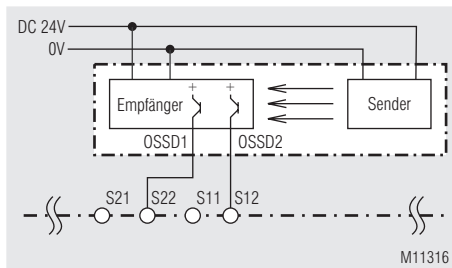 DC 24V
0V
Empfänger
+ +
Sender
OSSD1 OSSD2
S21 S22 S11 S12
M11316